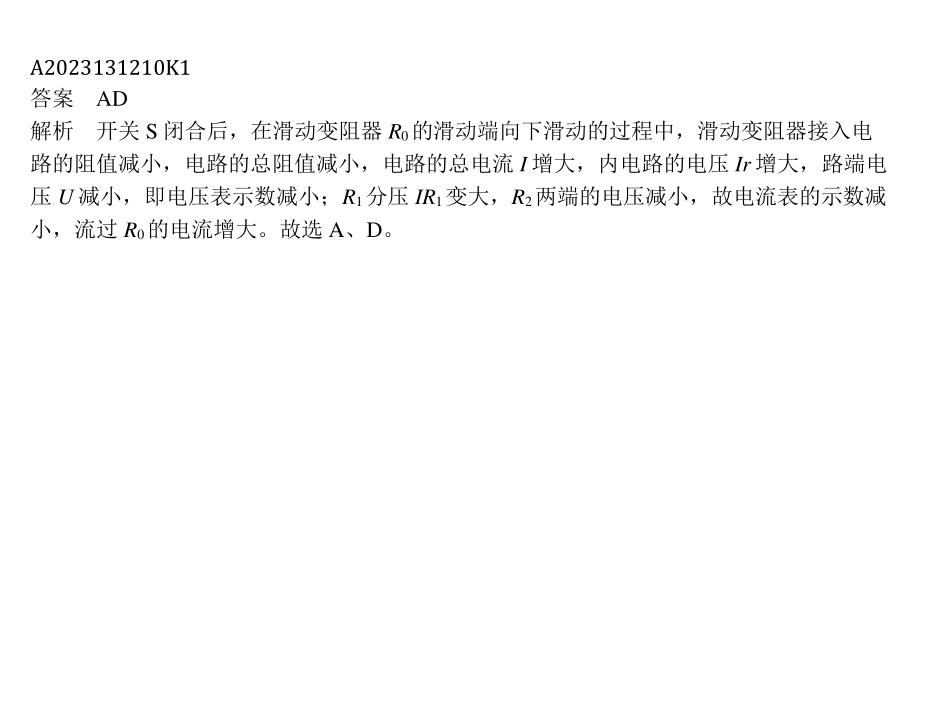 A2023131210K1
答案 AD
解析 开关 S 闭合后，在滑动变阻器 R0 的滑动端向下滑动的过程中，滑动变阻器接入电
路的阻值减小，电路的总阻值减小，电路的总电流 I 增大，内电路的电压 Ir 增大，路端电
压 U 减小，即电压表示数减小；R1 分压 IR1 变大，R2 两端的电压减小，故电流表的示数减
小，流过 R0 的电流增大。故选 A、D。